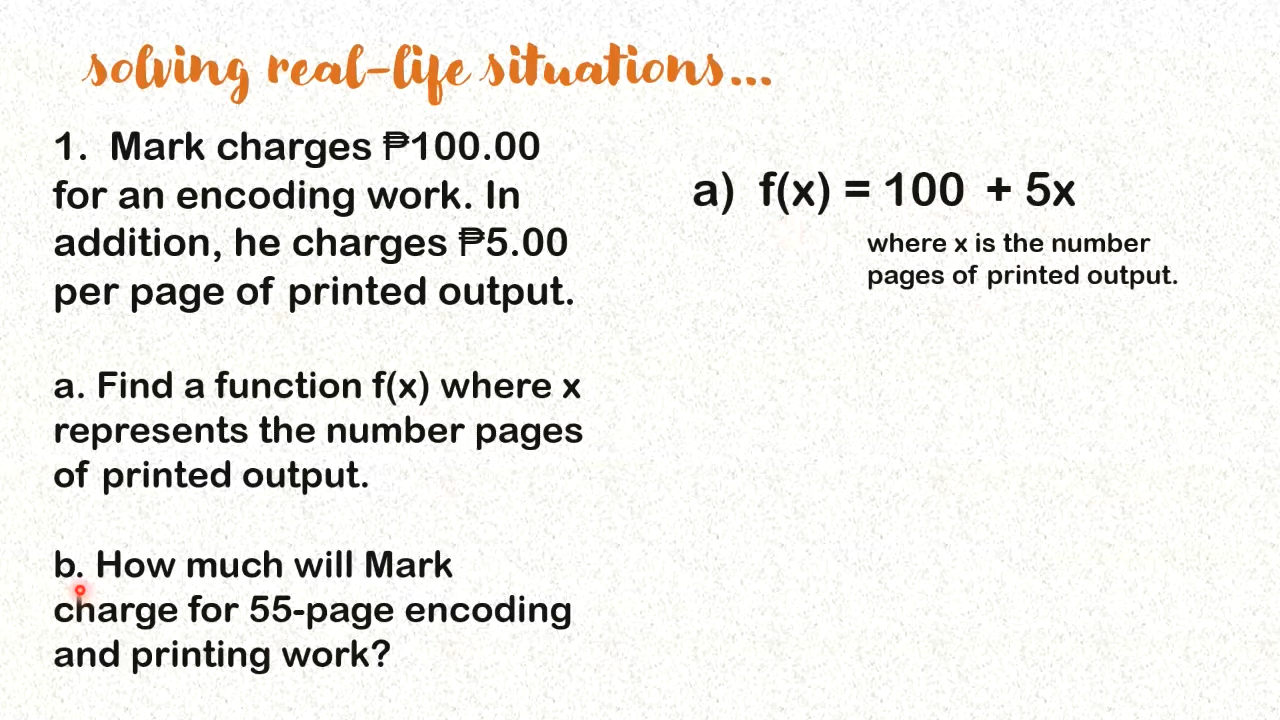 solving real-life situations...
1. Mark charges ₱100.00
for an encoding work. In
addition, he charges ₱5.00
per page of printed output.
a. Find a function f(x) where x
represents the number pages
of printed output.
b. How much will Mark
charge for 55-page encoding
and printing work?
a) f(x) = 100 + 5x
where x is the number
pages of printed output.